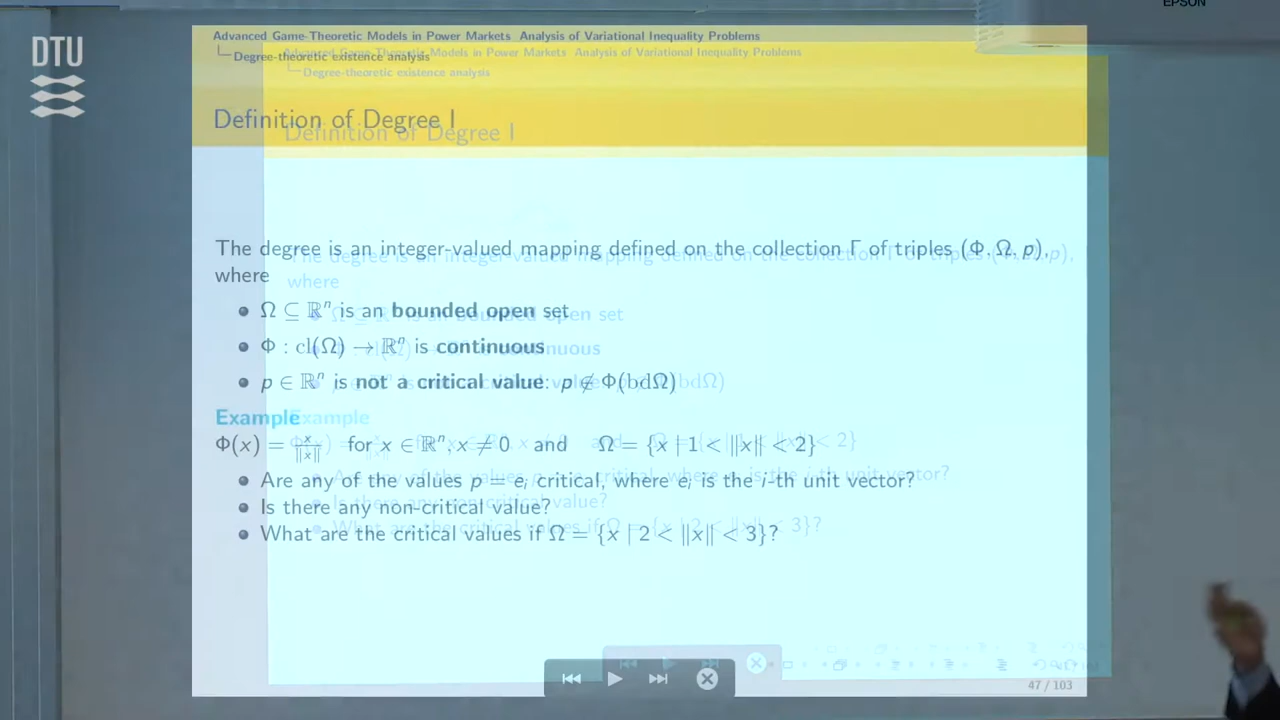 EPSON
DTU
Advanced Game-Theoretic Models in Power Markets Analysis of Variational Inequality Problems
Degree-theoretic existence analysis
Definition of Degree I
The degree is an integer-valued mapping defined on the collection Γ of triples (Φ, Ω, p),
where
• Ω ⊆ ℝⁿ is an bounded open set
• Φ : cl(Ω) → ℝⁿ is continuous
• p ∈ ℝⁿ is not a critical value: p ∉ Φ(bdΩ)
Example
Φ(x) = x/‖x‖ for x ∈ ℝⁿ, x ≠ 0 and Ω = {x | 1 < ‖x‖ < 2}
• Are any of the values p = eᵢ critical, where eᵢ is the i-th unit vector?
• Is there any non-critical value?
• What are the critical values if Ω = {x | 2 < ‖x‖ < 3}?
47 / 103